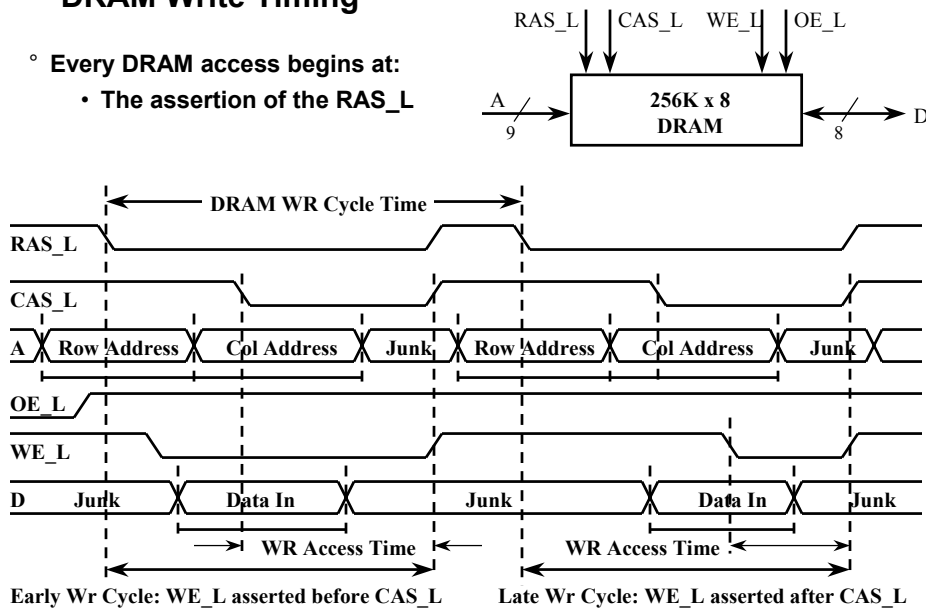 DRAM Write Timing
RAS_L CAS_L WE_L OE_L
° Every DRAM access begins at:
• The assertion of the RAS_L
A 9 256K x 8 DRAM 8 D
DRAM WR Cycle Time
RAS_L
CAS_L
A Row Address Col Address Junk Row Address Col Address Junk
OE_L
WE_L
D Junk Data In Junk Data In Junk
WR Access Time WR Access Time
Early Wr Cycle: WE_L asserted before CAS_L Late Wr Cycle: WE_L asserted after CAS_L